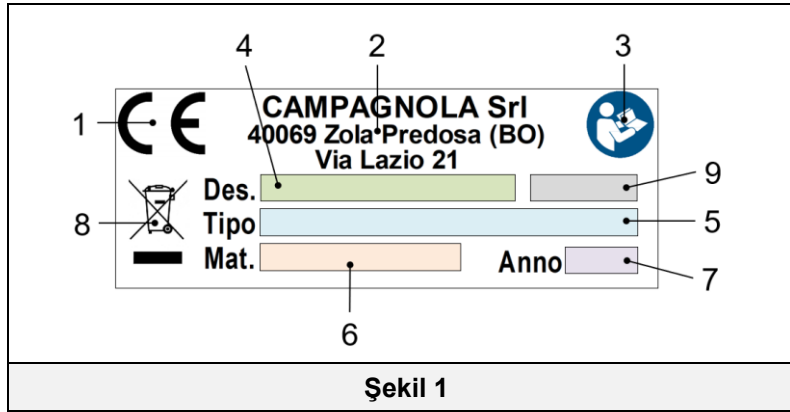 4
2
3
1
CE
CAMPAGNOLA Srl
40069 Zola Predosa (BO)
Via Lazio 21
8
Des.
9
Tipo
5
Mat.
Anno
7
6
Şekil 1